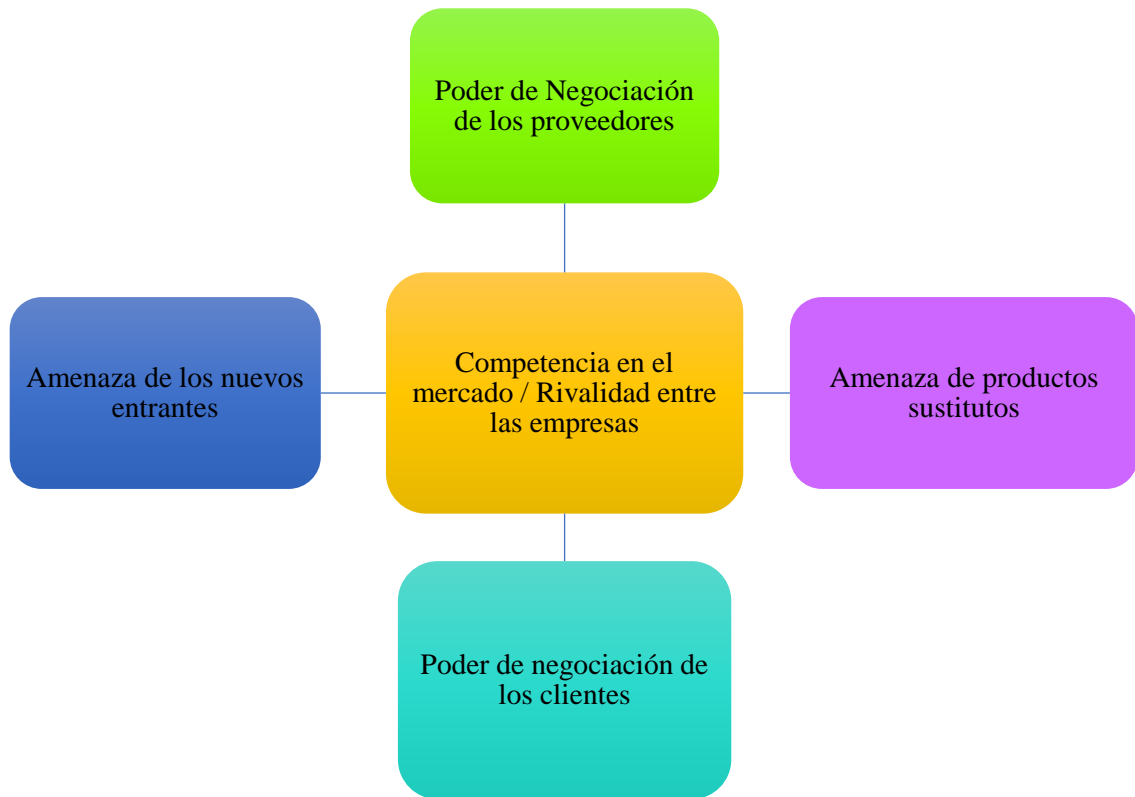 Poder de Negociación
de los proveedores
Amenaza de los nuevos
entrantes
Competencia en el
mercado / Rivalidad entre
las empresas
Amenaza de productos
sustitutos
Poder de negociación de
los clientes